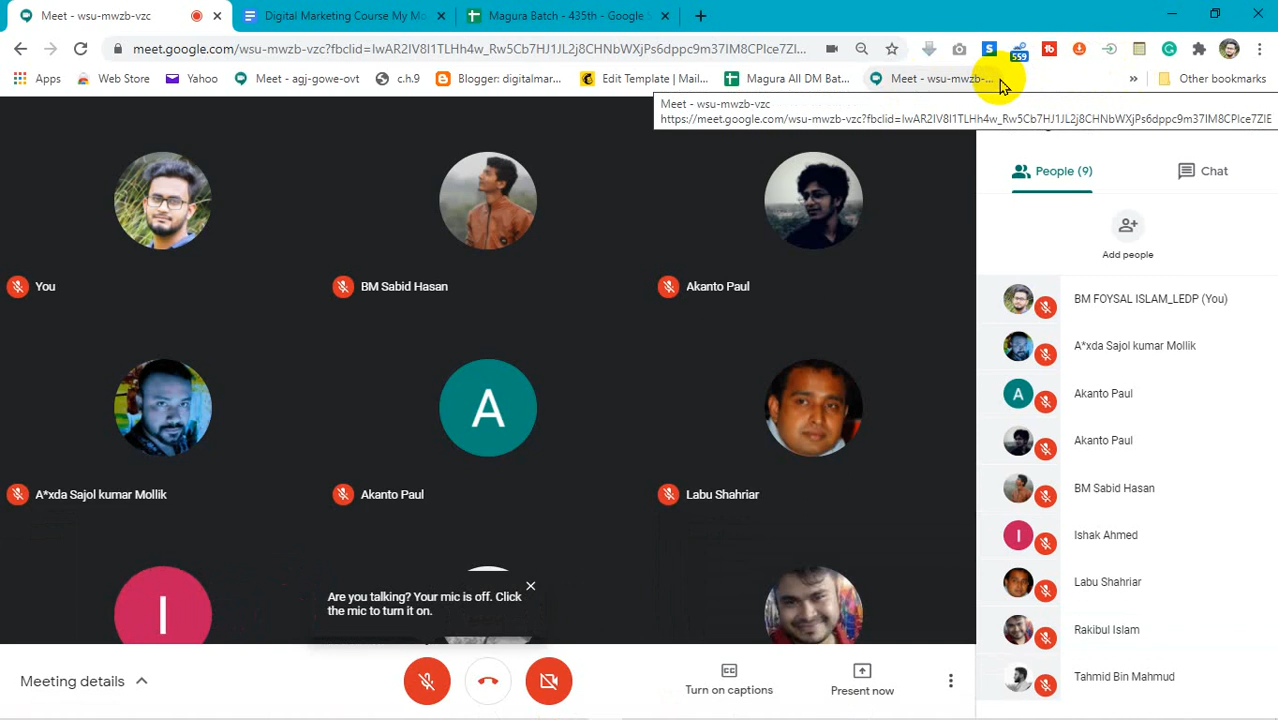 Meet - wsu-mwzb-vzc
Digital Marketing Course My Mo
Magura Batch - 435th - Google S
meet.google.com/wsu-mwzb-vzc?fbclid=IwAR2IV8l1TLHh4w_Rw5Cb7HJ1JL2j8CHNbWXjPs6dppc9m37IM8CPIce7Z...
559
Apps
Web Store
Yahoo
Meet - agj-gowe-ovt
c.h.9
Blogger: digitalmar...
Edit Template | Mail...
Magura All DM Bat...
Meet - wsu-mwzb-...
Other bookmarks
Meet - wsu-mwzb-vzc
https://meet.google.com/wsu-mwzb-vzc?fbclid=IwAR2IV8l1TLHh4w_Rw5Cb7HJ1JL2j8CHNbWXjPs6dppc9m37IM8CPIce7ZIE
People (9)
Chat
Add people
You
BM Sabid Hasan
Akanto Paul
A*xda Sajol kumar Mollik
A
Akanto Paul
Labu Shahriar
I
Are you talking? Your mic is off. Click
the mic to turn it on.
BM FOYSAL ISLAM_LEDP (You)
A*xda Sajol kumar Mollik
A
Akanto Paul
Akanto Paul
BM Sabid Hasan
I
Ishak Ahmed
Labu Shahriar
Rakibul Islam
Tahmid Bin Mahmud
Meeting details
Turn on captions
Present now